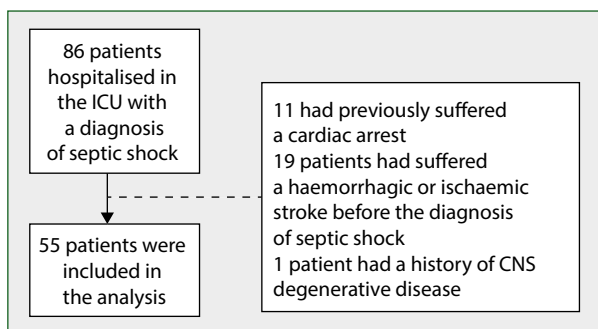 86 patients
hospitalised in
the ICU with
a diagnosis
of septic shock
11 had previously suffered
a cardiac arrest
19 patients had suffered
a haemorrhagic or ischaemic
stroke before the diagnosis
of septic shock
1 patient had a history of CNS
degenerative disease
55 patients were
included in
the analysis